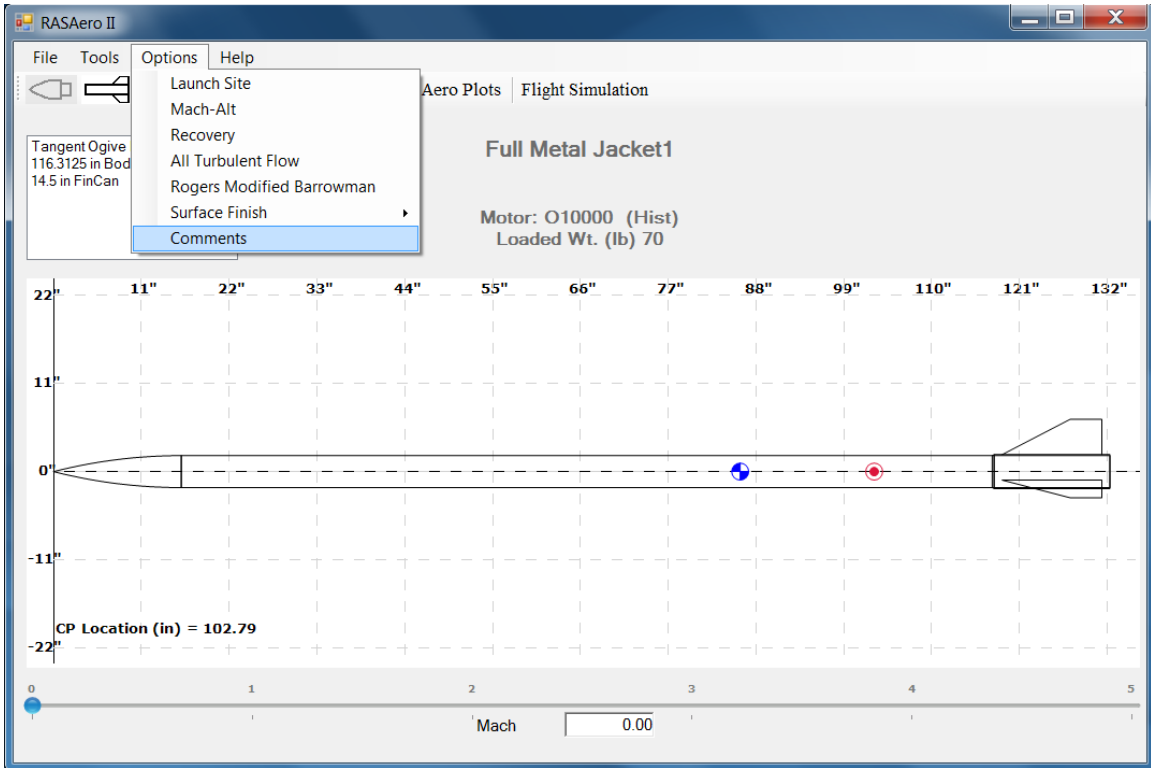 RASAero II
File Tools Options Help
Launch Site
Mach-Alt
Recovery
All Turbulent Flow
Rogers Modified Barrowman
Surface Finish
Comments
Aero Plots Flight Simulation
Tangent Ogive
116.3125 in Bod
14.5 in FinCan
Full Metal Jacket1
Motor: O10000 (Hist)
Loaded Wt. (lb) 70
22" 11" 22" 33" 44" 55" 66" 77" 88" 99" 110" 121" 132"
11"
0"
-11"
CP Location (in) = 102.79
-22"
0 1 2 3 4 5
Mach 0.00